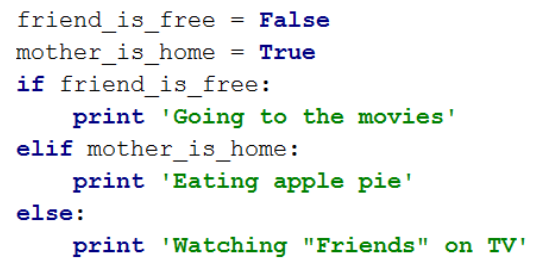 friend_is_free = False
mother_is_home = True
if friend_is_free:
    print 'Going to the movies'
elif mother_is_home:
    print 'Eating apple pie'
else:
    print 'Watching "Friends" on TV'